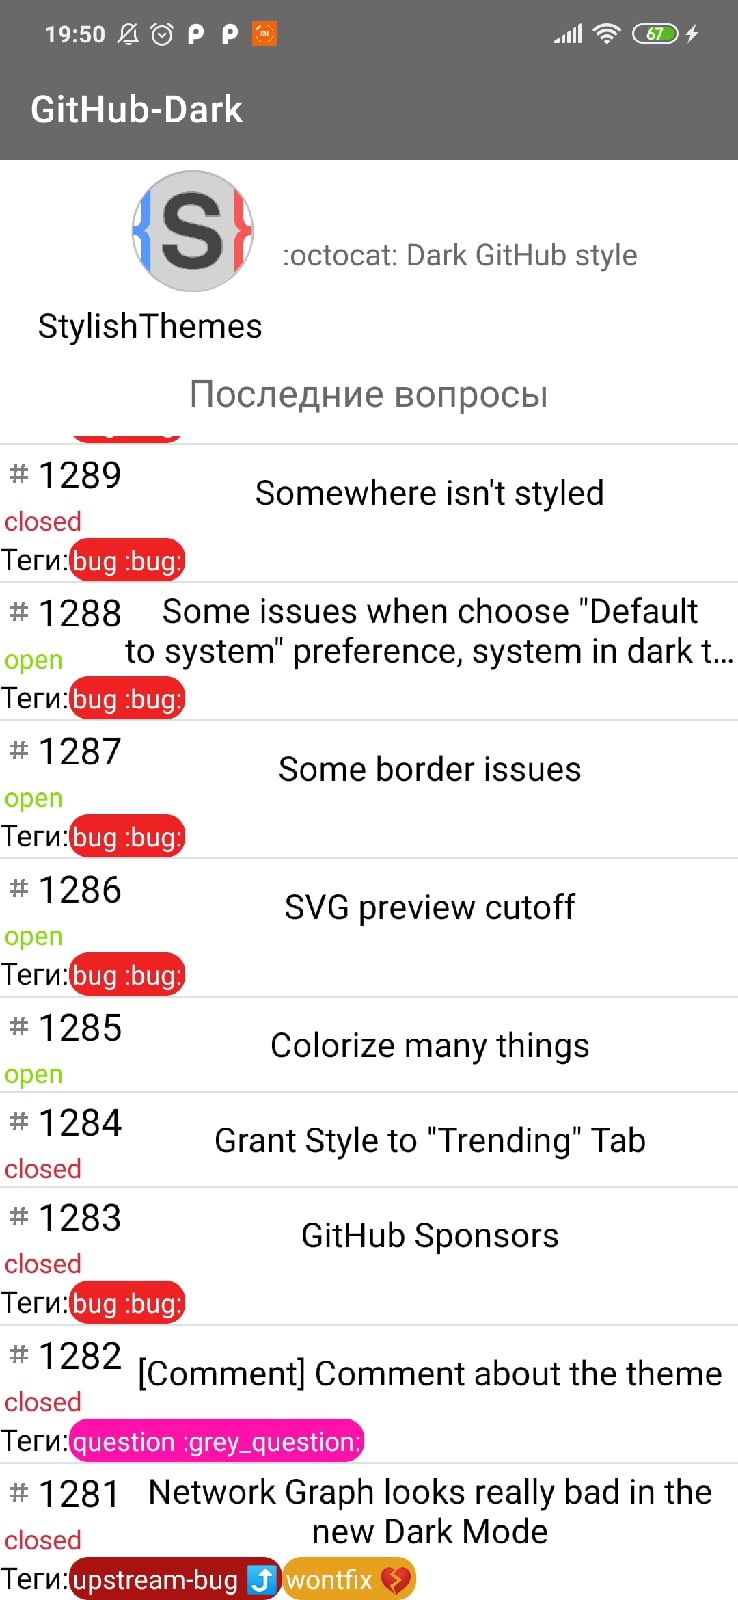 19:50 P P 67
GitHub-Dark
{S}
:octocat: Dark GitHub style
StylishThemes
Последние вопросы
# 1289
Somewhere isn't styled
closed
Теги: bug :bug:
# 1288
Some issues when choose "Default
to system" preference, system in dark t...
open
Теги: bug :bug:
# 1287
Some border issues
open
Теги: bug :bug:
# 1286
SVG preview cutoff
open
Теги: bug :bug:
# 1285
Colorize many things
open
# 1284
Grant Style to "Trending" Tab
closed
# 1283
GitHub Sponsors
closed
Теги: bug :bug:
# 1282
[Comment] Comment about the theme
closed
Теги: question :grey_question:
# 1281
Network Graph looks really bad in the
new Dark Mode
closed
Теги: upstream-bug ⤴️ wontfix 💔